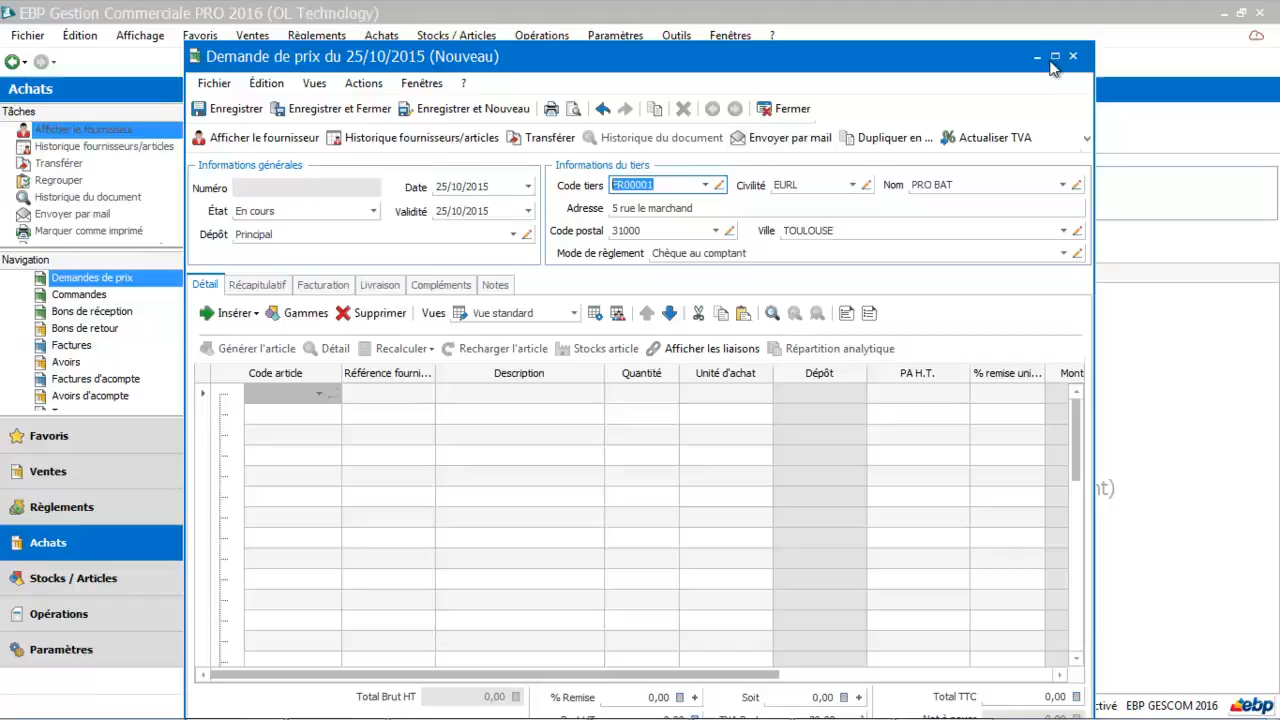 EBP Gestion Commerciale PRO 2016 (OL Technology)
Fichier Édition Affichage Favoris Ventes Règlements Achats Stocks / Articles Opérations Paramètres Outils Fenêtres ?
Achats
Tâches
Afficher le fournisseur
Historique fournisseurs/articles
Transférer
Regrouper
Historique du document
Envoyer par mail
Marquer comme imprimé
Navigation
Demandes de prix
Commandes
Bons de réception
Bons de retour
Factures
Avoirs
Factures d'acompte
Avoirs d'acompte
Favoris
Ventes
Règlements
Achats
Stocks / Articles
Opérations
Paramètres
Demande de prix du 25/10/2015 (Nouveau)
Fichier Édition Vues Actions Fenêtres ?
Enregistrer Enregistrer et Fermer Enregistrer et Nouveau Fermer
Afficher le fournisseur Historique fournisseurs/articles Transférer Historique du document Envoyer par mail Dupliquer en ... Actualiser TVA
Informations générales
Numéro Date 25/10/2015
État En cours Validité 25/10/2015
Dépôt Principal
Informations du tiers
Code tiers FR00001 Civilité EURL Nom PRO BAT
Adresse 5 rue le marchand
Code postal 31000 Ville TOULOUSE
Mode de règlement Chèque au comptant
Détail Récapitulatif Facturation Livraison Compléments Notes
Insérer Gammes Supprimer Vues Vue standard
Générer l'article Détail Recalculer Recharger l'article Stocks article Afficher les liaisons Répartition analytique
Code article Référence fourni... Description Quantité Unité d'achat Dépôt PA H.T. % remise uni... Mont
Total Brut HT 0,00 % Remise 0,00 Soit 0,00 Total TTC 0,00
nt)
ctivé EBP GESCOM 2016 ebp